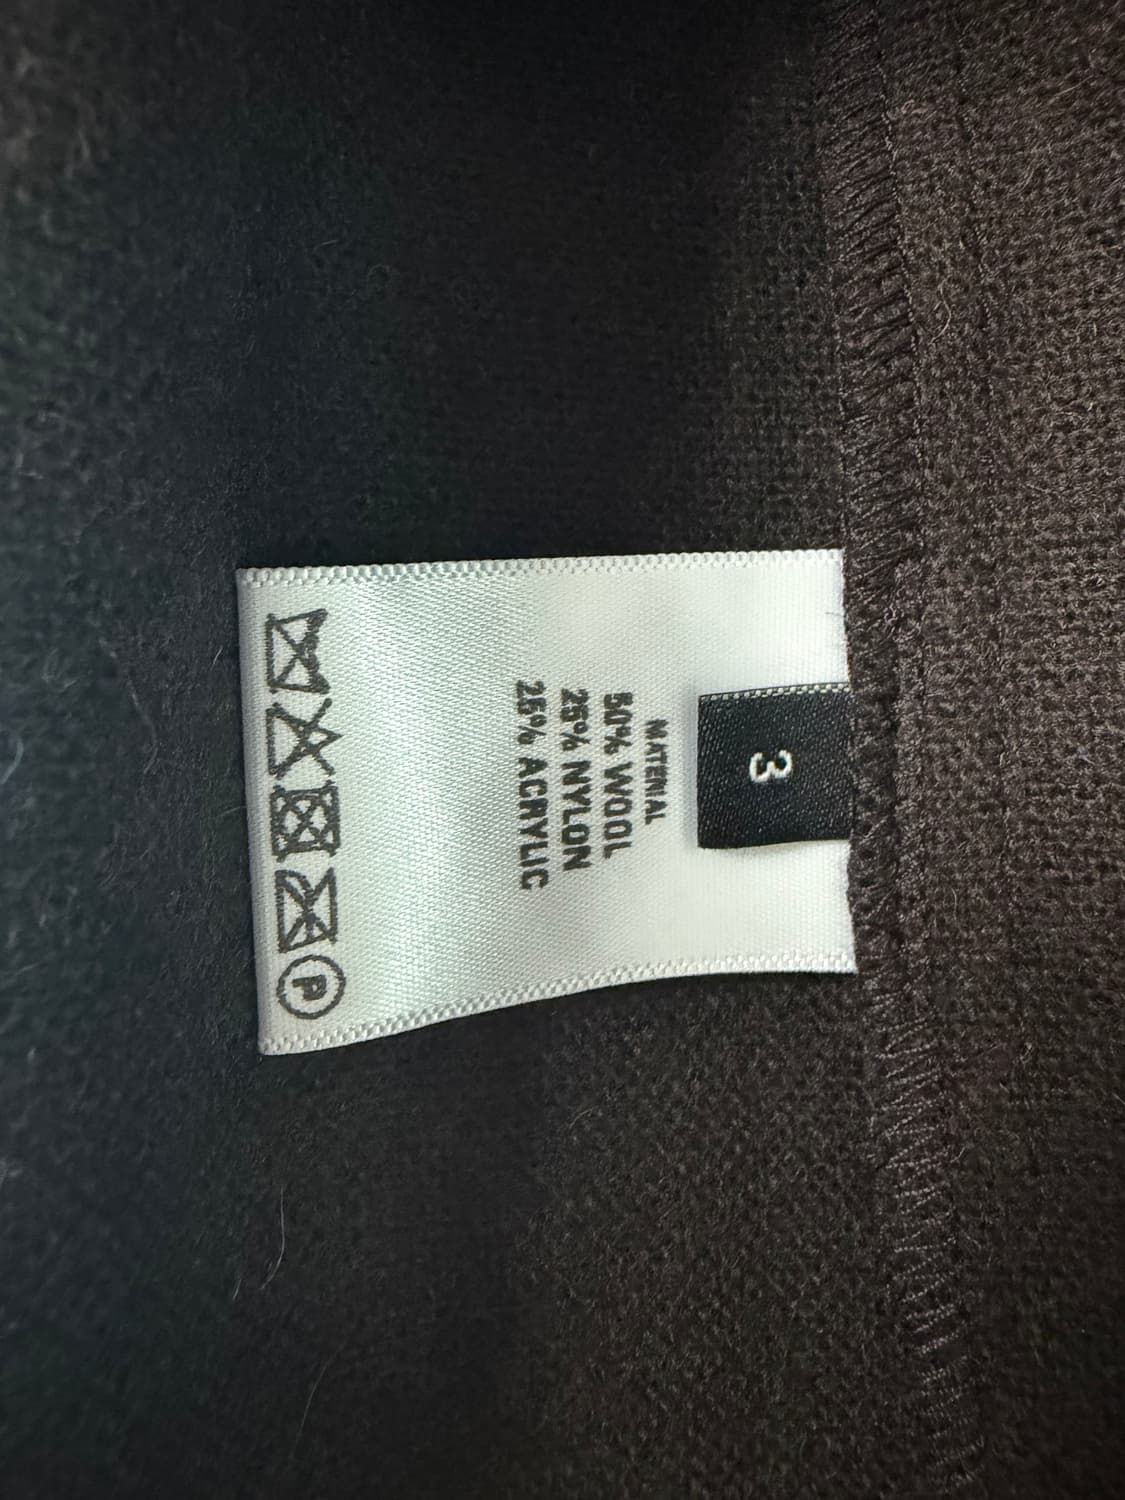 3
MATERIAL
50% WOOL
25% NYLON
25% ACRYLIC
P